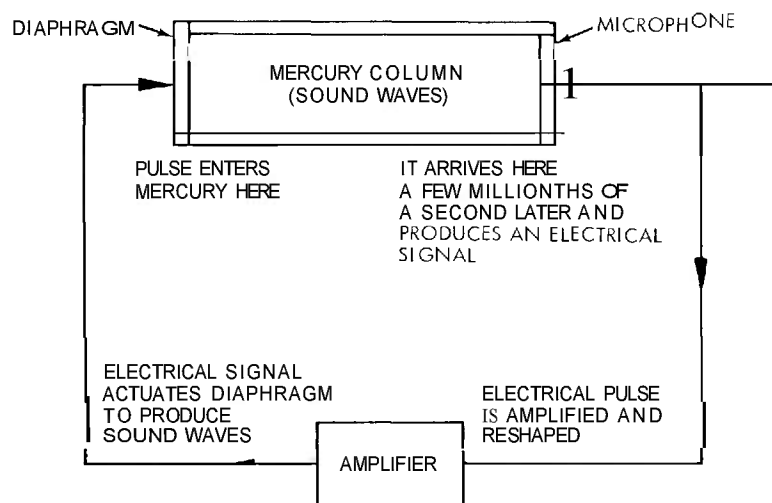 DIAPHRAGM
MICROPHONE
MERCURY COLUMN
(SOUND WAVES)
1
PULSE ENTERS
MERCURY HERE
IT ARRIVES HERE
A FEW MILLIONTHS OF
A SECOND LATER AND
PRODUCES AN ELECTRICAL
SIGNAL
ELECTRICAL SIGNAL
ACTUATES DIAPHRAGM
TO PRODUCE
SOUND WAVES
ELECTRICAL PULSE
IS AMPLIFIED AND
RESHAPED
AMPLIFIER